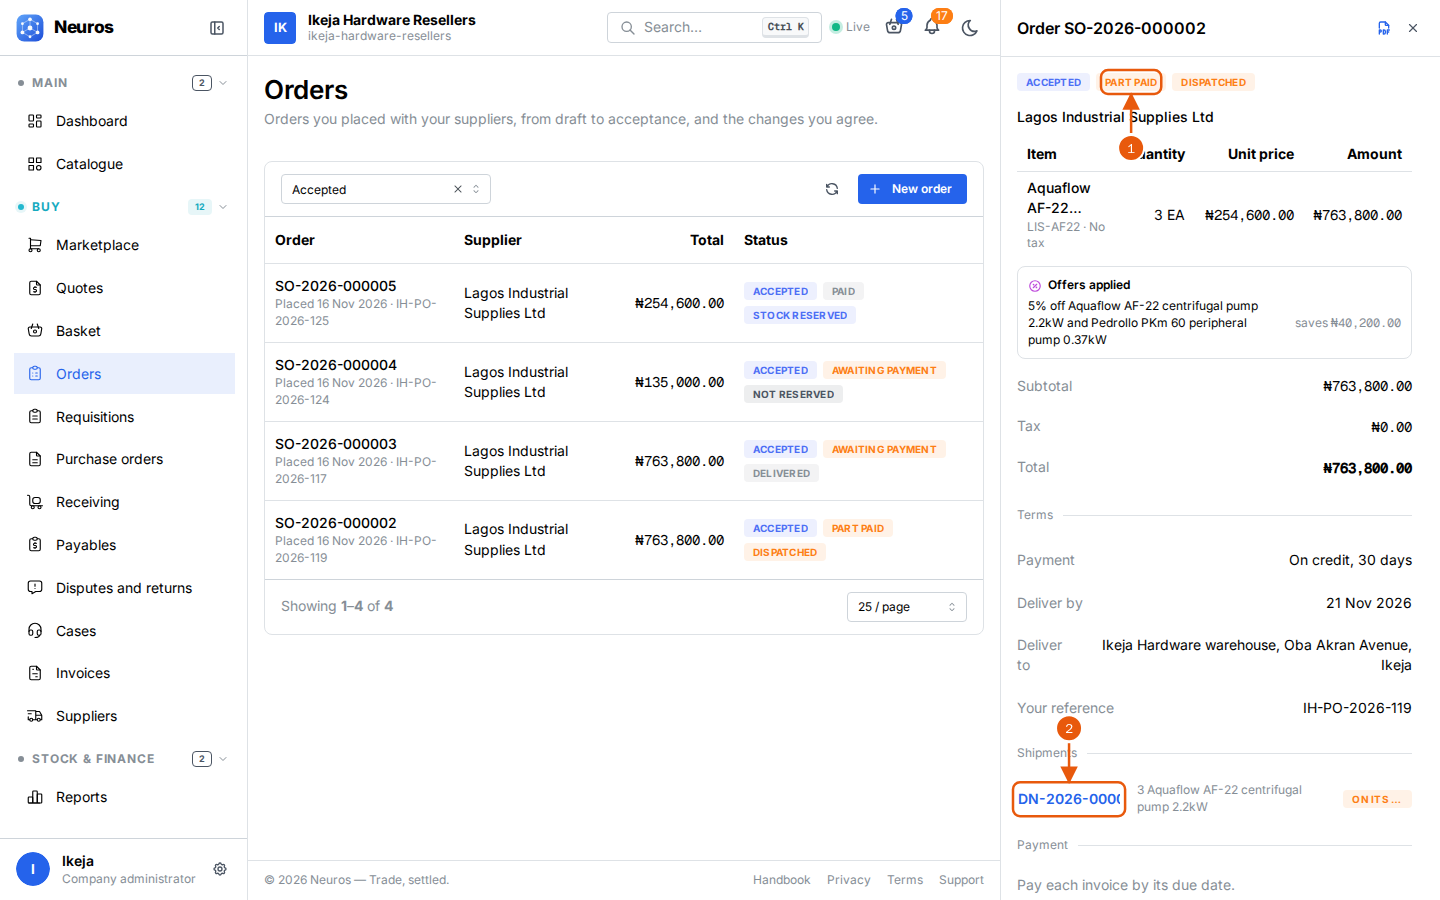 Neuros
MAIN
2
Dashboard
Catalogue
BUY
12
Marketplace
Quotes
Basket
Orders
Requisitions
Purchase orders
Receiving
Payables
Disputes and returns
Cases
Invoices
Suppliers
STOCK & FINANCE
2
Reports
I
Ikeja
Company administrator
IK
Ikeja Hardware Resellers
ikeja-hardware-resellers
Search...
Ctrl K
Live
5
17
Orders
Orders you placed with your suppliers, from draft to acceptance, and the changes you agree.
Accepted
New order
Order Supplier Total Status
SO-2026-000005
Placed 16 Nov 2026 · IH-PO-
2026-125
Lagos Industrial
Supplies Ltd
₦254,600.00
ACCEPTED PAID
STOCK RESERVED
SO-2026-000004
Placed 16 Nov 2026 · IH-PO-
2026-124
Lagos Industrial
Supplies Ltd
₦135,000.00
ACCEPTED AWAITING PAYMENT
NOT RESERVED
SO-2026-000003
Placed 16 Nov 2026 · IH-PO-
2026-117
Lagos Industrial
Supplies Ltd
₦763,800.00
ACCEPTED AWAITING PAYMENT
DELIVERED
SO-2026-000002
Placed 16 Nov 2026 · IH-PO-
2026-119
Lagos Industrial
Supplies Ltd
₦763,800.00
ACCEPTED PART PAID
DISPATCHED
Showing 1–4 of 4
25 / page
© 2026 Neuros — Trade, settled.
Handbook Privacy Terms Support
Order SO-2026-000002
PDF
ACCEPTED PART PAID DISPATCHED
Lagos Industrial Supplies Ltd
1
Item Unit price Amount
Aquaflow
AF-22...
LIS-AF22 · No
tax
3 EA ₦254,600.00 ₦763,800.00
Offers applied
5% off Aquaflow AF-22 centrifugal pump
2.2kW and Pedrollo PKm 60 peripheral
pump 0.37kW
saves ₦40,200.00
Subtotal ₦763,800.00
Tax ₦0.00
Total ₦763,800.00
Terms
Payment On credit, 30 days
Deliver by 21 Nov 2026
Deliver
to
Ikeja Hardware warehouse, Oba Akran Avenue,
Ikeja
Your reference IH-PO-2026-119
2
Shipments
DN-2026-000
3 Aquaflow AF-22 centrifugal
pump 2.2kW
ON ITS ...
Payment
Pay each invoice by its due date.